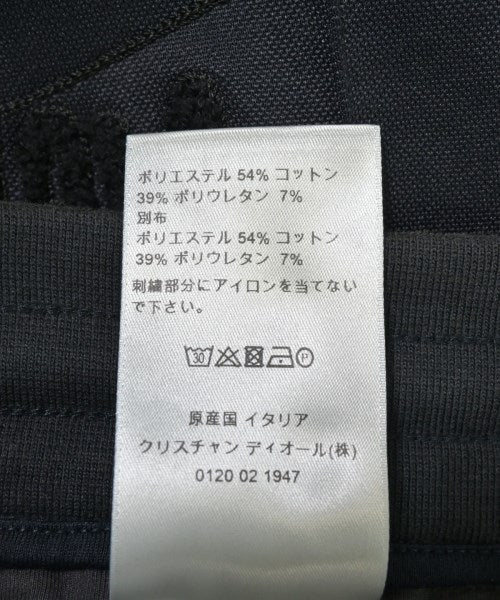 ポリエステル 54% コットン
39% ポリウレタン 7%
別布
ポリエステル 54% コットン
39% ポリウレタン 7%
刺繍部分にアイロンを当てない
で下さい。
30 P
原産国 イタリア
クリスチャン ディオール(株)
0120 02 1947